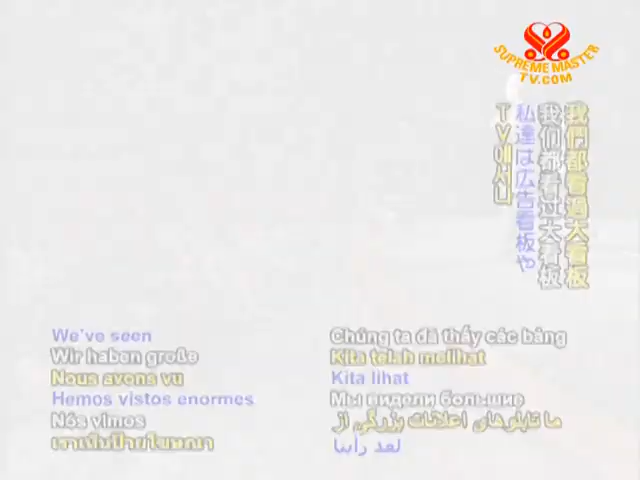 SUPREME MASTER
TV.COM
我們都看過大看板
我们都看过大看板
私達は広告看板や
TV에서나
We've seen
Wir haben große
Nous avons vu
Hemos vistos enormes
Nós vimos
เราเห็นป้ายโฆษณา
Chúng ta đã thấy các bảng
Kita telah melihat
Kita lihat
Мы видели большие
ما تابلوهای اعلانات بزرگی از
لقد رأينا